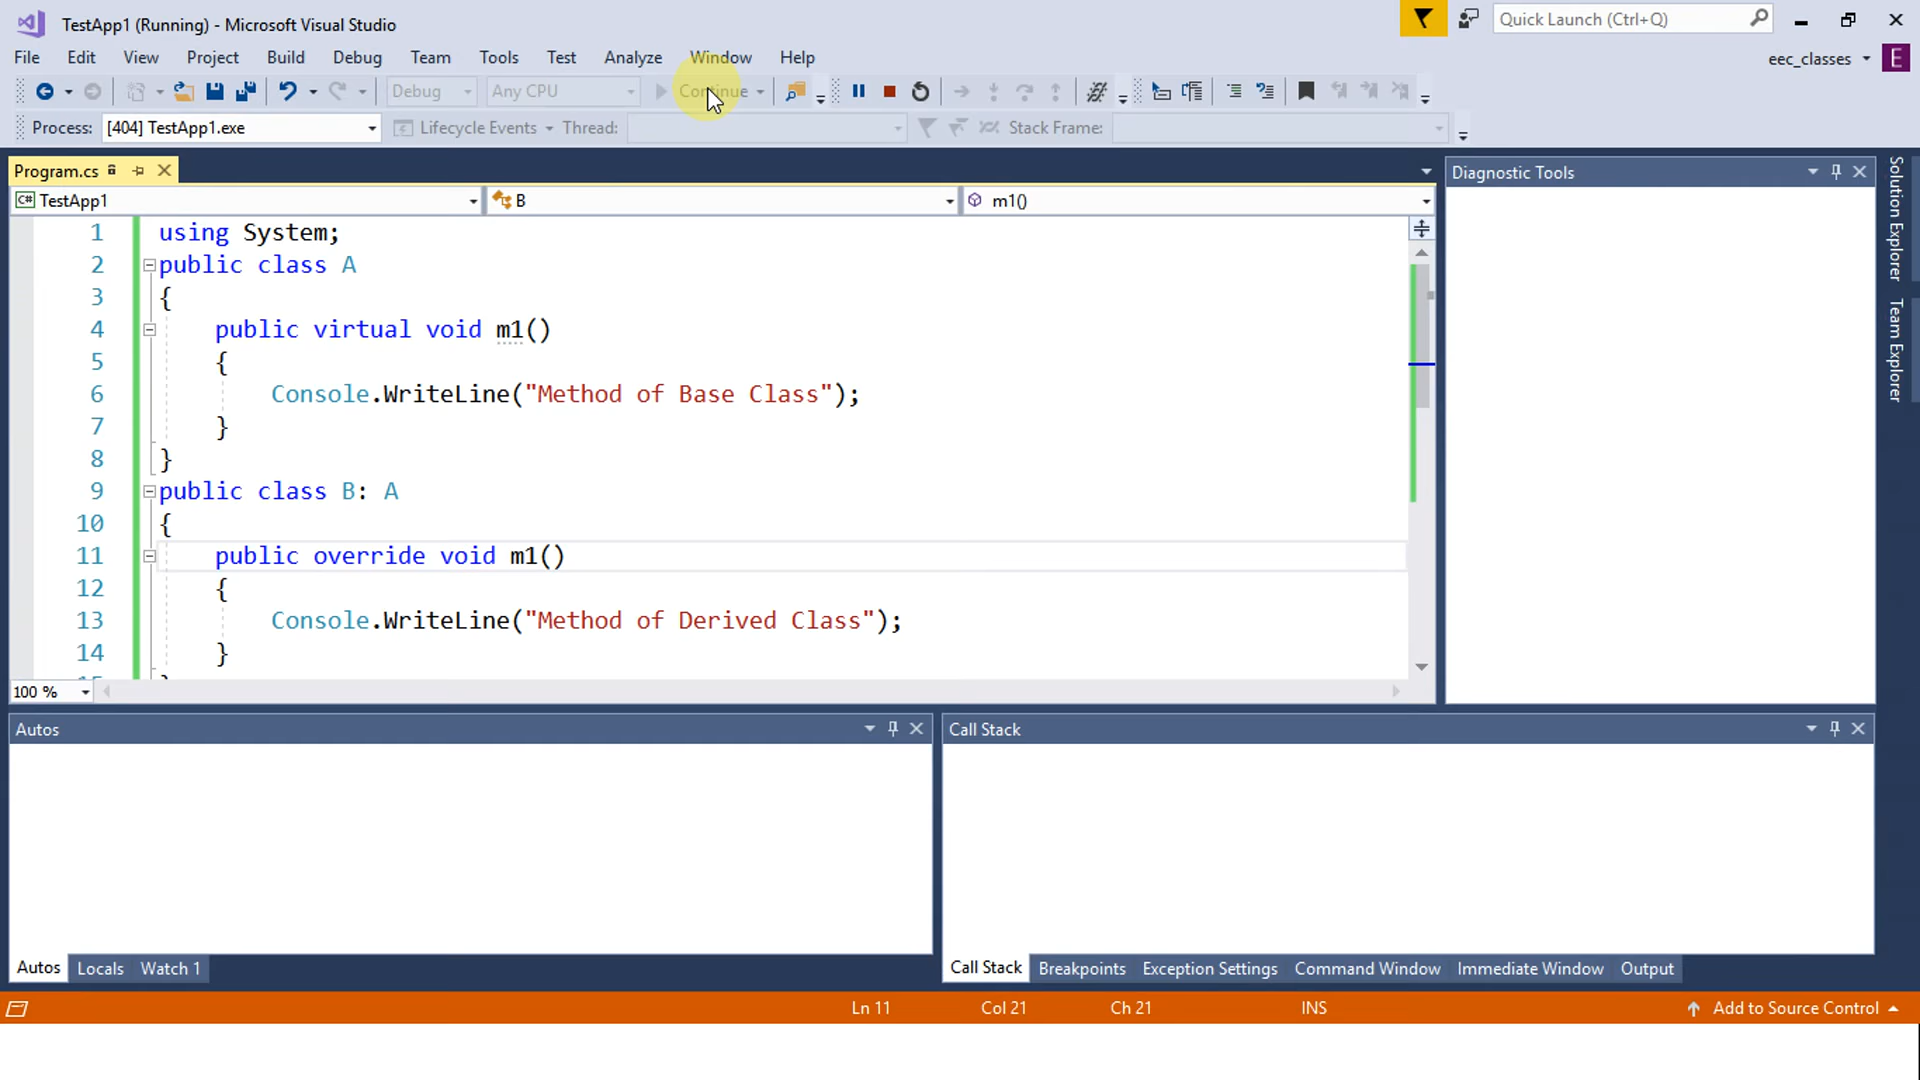 TestApp1 (Running) - Microsoft Visual Studio
Quick Launch (Ctrl+Q)
File Edit View Project Build Debug Team Tools Test Analyze Window Help
eec_classes E
Debug Any CPU Continue
Process: [404] TestApp1.exe Lifecycle Events Thread: Stack Frame:
Program.cs
Diagnostic Tools
C# TestApp1 B m1()
1 using System;
2 public class A
3 {
4 public virtual void m1()
5 {
6 Console.WriteLine("Method of Base Class");
7 }
8 }
9 public class B: A
10 {
11 public override void m1()
12 {
13 Console.WriteLine("Method of Derived Class");
14 }
100 %
Solution Explorer
Team Explorer
Autos
Call Stack
Autos Locals Watch 1
Call Stack Breakpoints Exception Settings Command Window Immediate Window Output
Ln 11 Col 21 Ch 21 INS Add to Source Control